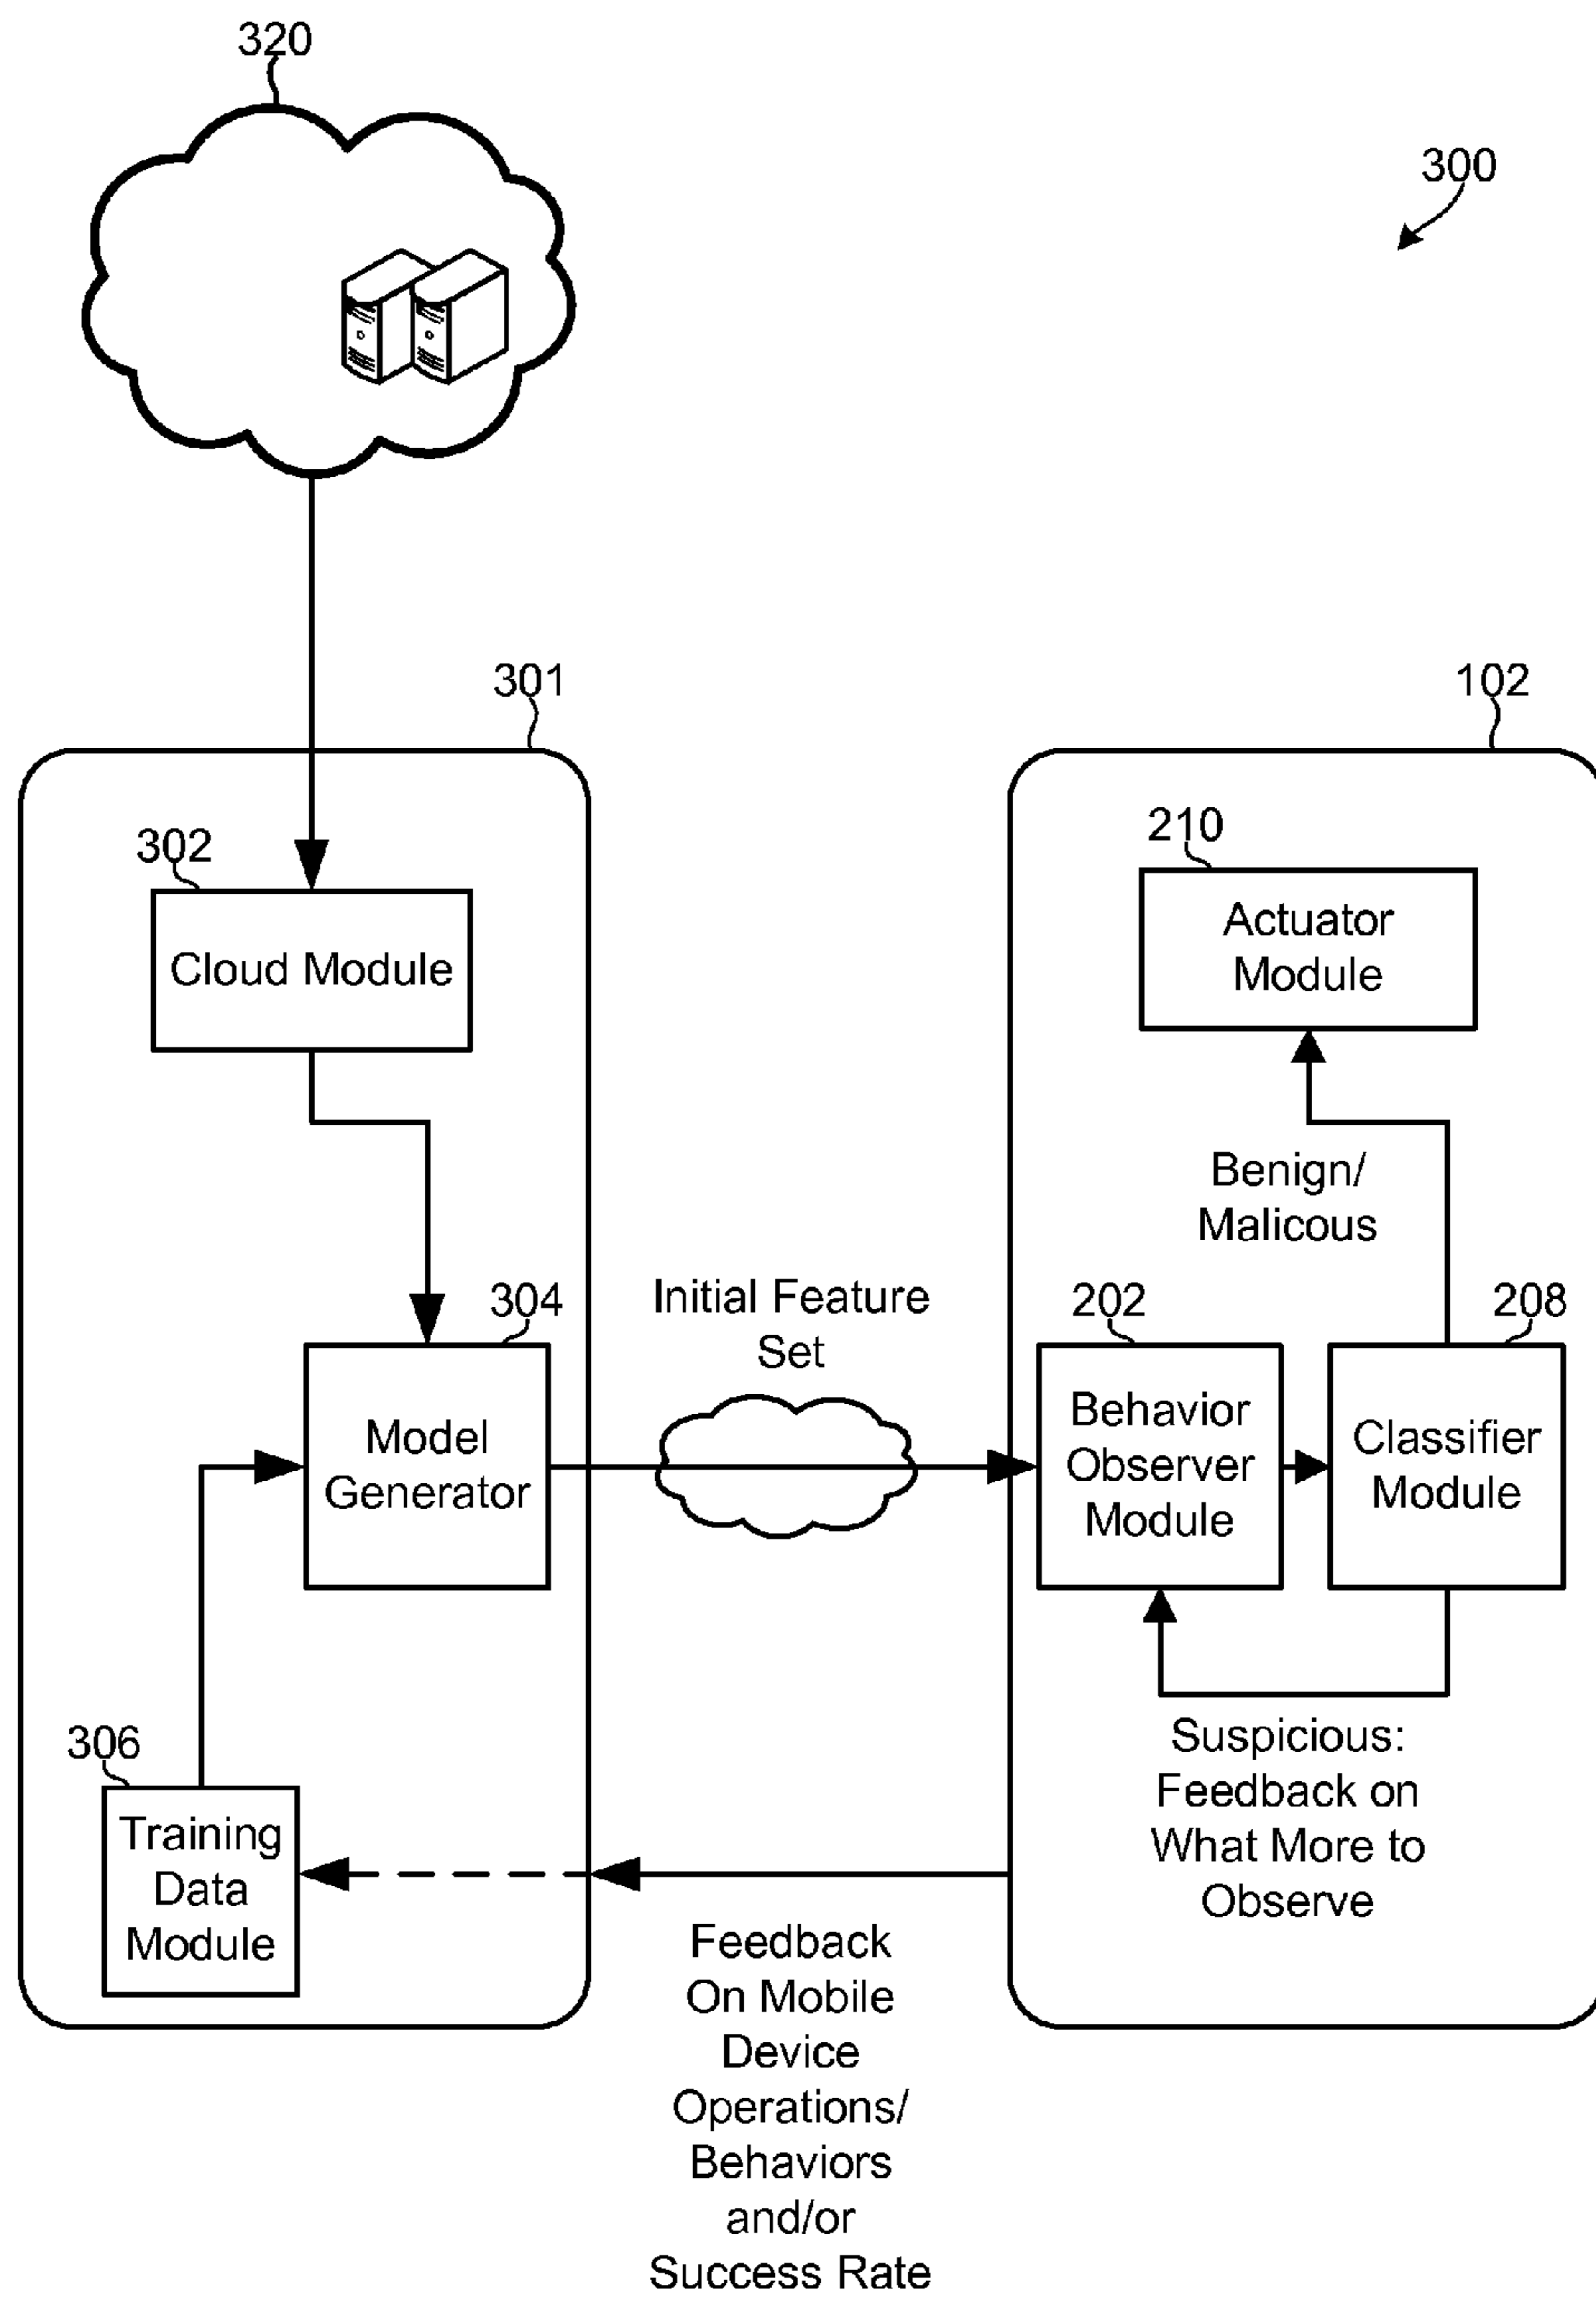 320
300
301
102
302
Cloud Module
210
Actuator
Module
Benign/
Malicous
304
Model
Generator
Initial Feature
Set
202
Behavior
Observer
Module
208
Classifier
Module
Suspicious:
Feedback on
What More to
Observe
306
Training
Data
Module
Feedback
On Mobile
Device
Operations/
Behaviors
and/or
Success Rate